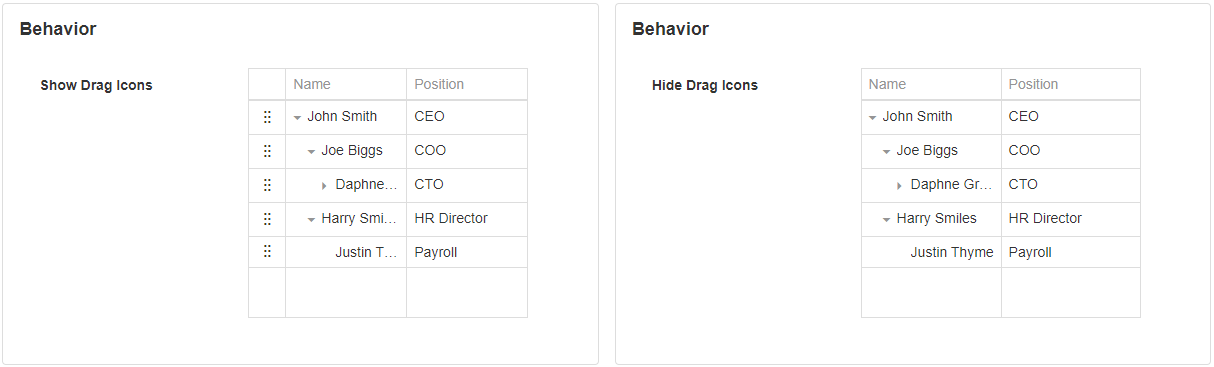 Behavior
Show Drag Icons
Name Position
John Smith CEO
Joe Biggs COO
Daphne... CTO
Harry Smi... HR Director
Justin T... Payroll
Behavior
Hide Drag Icons
Name Position
John Smith CEO
Joe Biggs COO
Daphne Gr... CTO
Harry Smiles HR Director
Justin Thyme Payroll